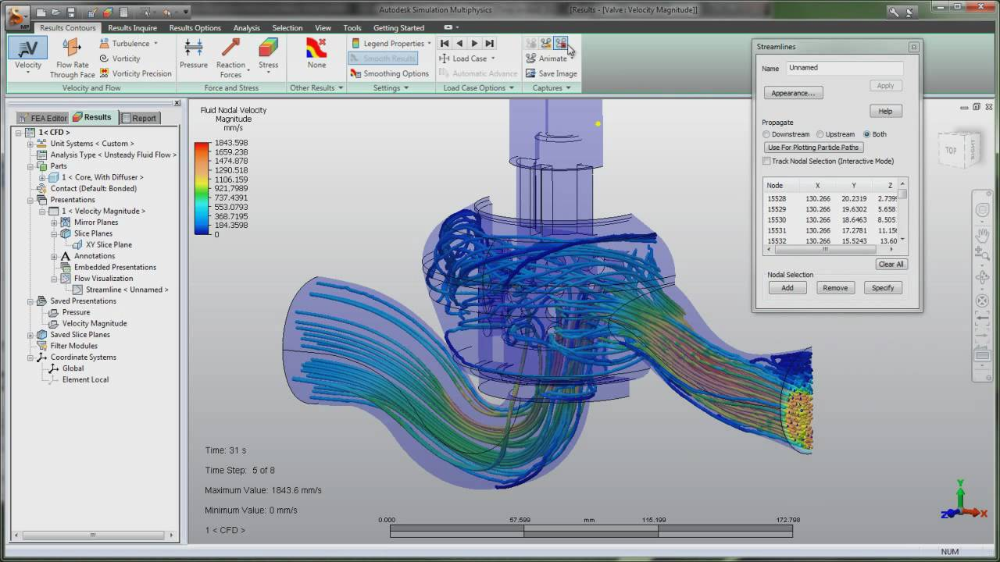 Autodesk Simulation Multiphysics [Results - [Valve : Velocity Magnitude]]
MP
Results Contours Results Inquire Results Options Analysis Selection View Tools Getting Started
Velocity
Flow Rate
Through Face
Turbulence
Vorticity
Vorticity Precision
Velocity and Flow
Pressure
Reaction
Forces
Stress
Force and Stress
None
Other Results
Legend Properties
Smooth Results
Smoothing Options
Settings
Load Case
Automatic Advance
Load Case Options
Animate
Save Image
Captures
FEA Editor Results Report
1 < CFD >
Unit Systems < Custom >
Analysis Type < Unsteady Fluid Flow >
Parts
1 < Core, With Diffuser >
Contact (Default: Bonded)
Presentations
1 < Velocity Magnitude >
Mirror Planes
Slice Planes
XY Slice Plane
Annotations
Embedded Presentations
Flow Visualization
Streamline < Unnamed >
Saved Presentations
Pressure
Velocity Magnitude
Saved Slice Planes
Filter Modules
Coordinate Systems
Global
Element Local
Fluid Nodal Velocity
Magnitude
mm/s
1843.598
1659.238
1474.878
1290.518
1106.159
921.7989
737.4391
553.0793
368.7195
184.3598
0
Time: 31 s
Time Step: 5 of 8
Maximum Value: 1843.6 mm/s
Minimum Value: 0 mm/s
1 < CFD >
0.000 57.599 mm 115.199 172.798
Streamlines
Name Unnamed
Appearance... Apply
Help
Propagate
Downstream Upstream Both
Use For Plotting Particle Paths
Track Nodal Selection (Interactive Mode)
Node X Y Z
15528 130.266 20.2319 2.739
15529 130.266 19.6302 5.658
15530 130.266 18.6463 8.505
15531 130.266 17.2781 11.15
15532 130.266 15.5243 13.60
Clear All
Nodal Selection
Add Remove Specify
TOP RIGHT
Y
Z X
NUM